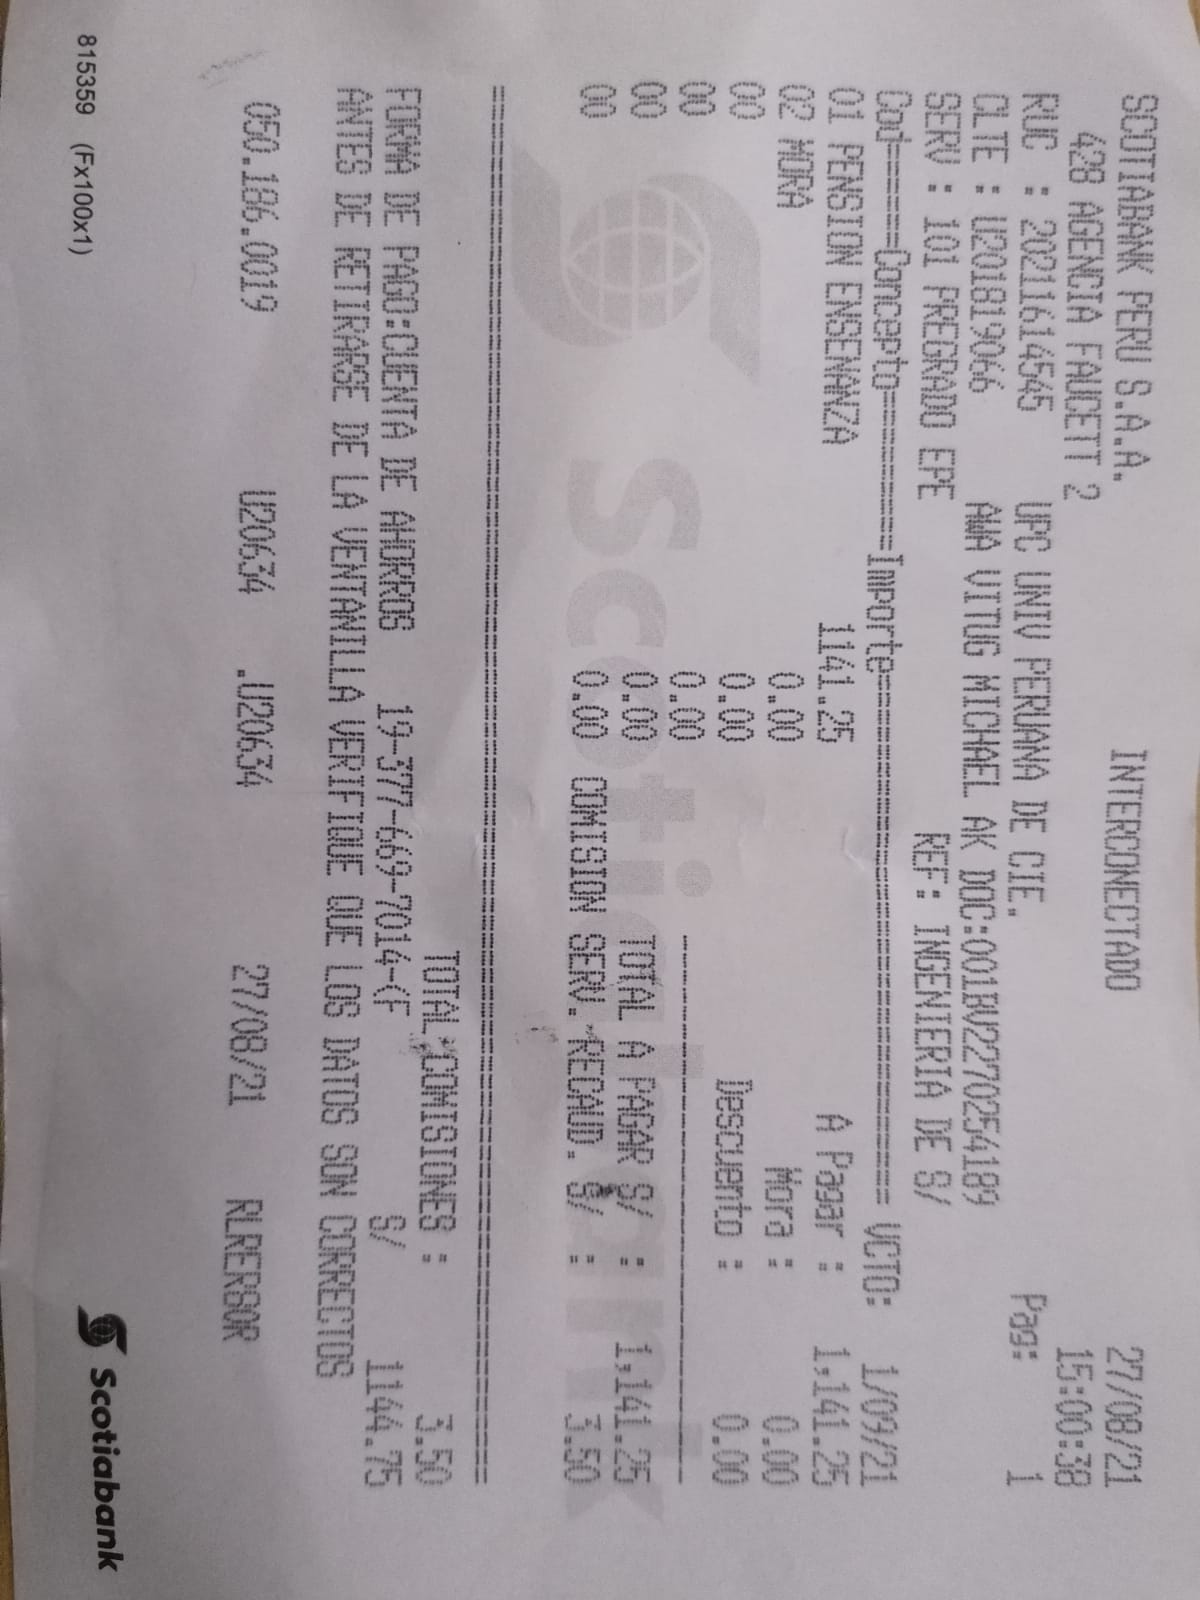 SCOTIABANK PERU S.A.A. INTERCONECTADO 27/08/21
428 AGENCIA FAUCETT 2 15:00:38
RUC : 20211614545 UPC UNIV PERUANA DE CIE. Pag: 1
CLTE : U201819066 AWA VITUG MICHAEL AK DOC:001BV2270254189
SERV : 101 PREGRADO EPE REF: INGENIERIA DE S/
Cod======Concepto=========Importe=============================== VCTO: 1/09/21
01 PENSION ENSENANZA 1141.25 A Pagar : 1,141.25
02 MORA 0.00 Mora : 0.00
00 0.00 Descuento : 0.00
00 0.00 --------------------------------
00 0.00 TOTAL A PAGAR S/ : 1,141.25
00 0.00 COMISION SERV. RECAUD. S/ : 3.50
================================================================================
TOTAL COMISIONES : 3.50
FORMA DE PAGO:CUENTA DE AHORROS 19-377-669-7014-(F S/ 1144.75
ANTES DE RETIRARSE DE LA VENTANILLA VERIFIQUE QUE LOS DATOS SON CORRECTOS
050.186.0019 U20634 .U20634 27/08/21 RLRERSOR
Scotiabank
815359 (Fx100x1)
Scotiabank